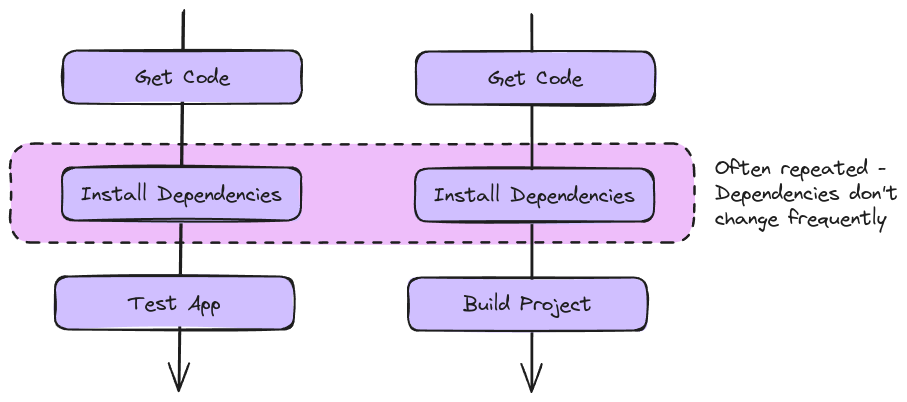 Get Code
Get Code
Install Dependencies
Install Dependencies
Often repeated -
Dependencies don't
change frequently
Test App
Build Project